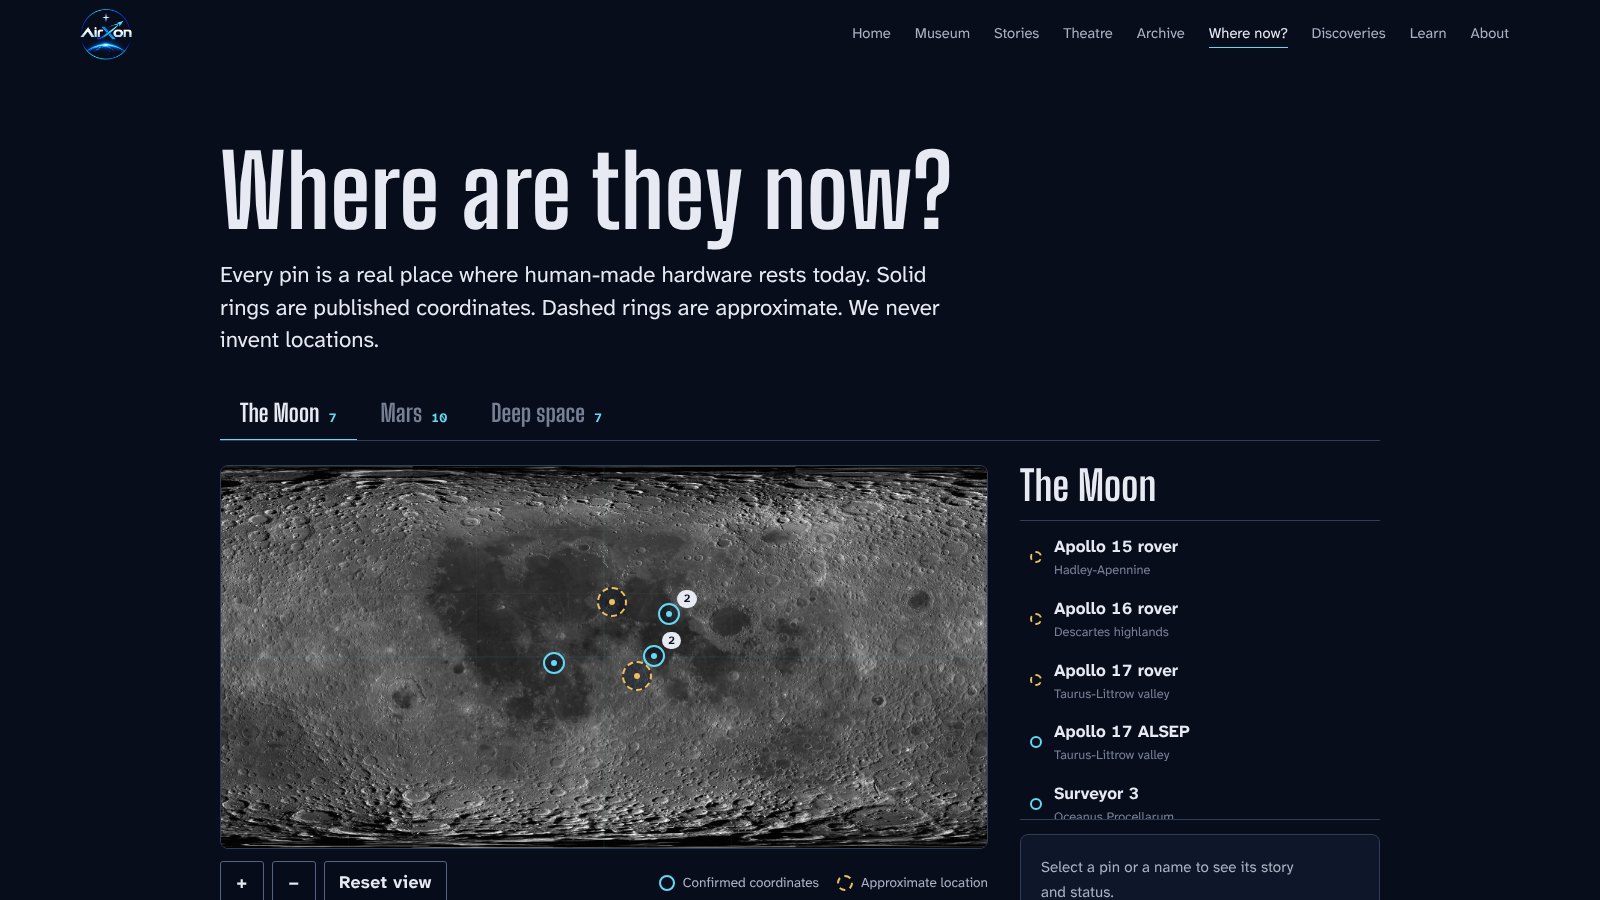 AirXon
Home Museum Stories Theatre Archive Where now? Discoveries Learn About
Where are they now?
Every pin is a real place where human-made hardware rests today. Solid
rings are published coordinates. Dashed rings are approximate. We never
invent locations.
The Moon 7 Mars 10 Deep space 7
2
2
The Moon
Apollo 15 rover
Hadley-Apennine
Apollo 16 rover
Descartes highlands
Apollo 17 rover
Taurus-Littrow valley
Apollo 17 ALSEP
Taurus-Littrow valley
Surveyor 3
Oceanus Procellarum
+ − Reset view
Confirmed coordinates Approximate location
Select a pin or a name to see its story
and status.